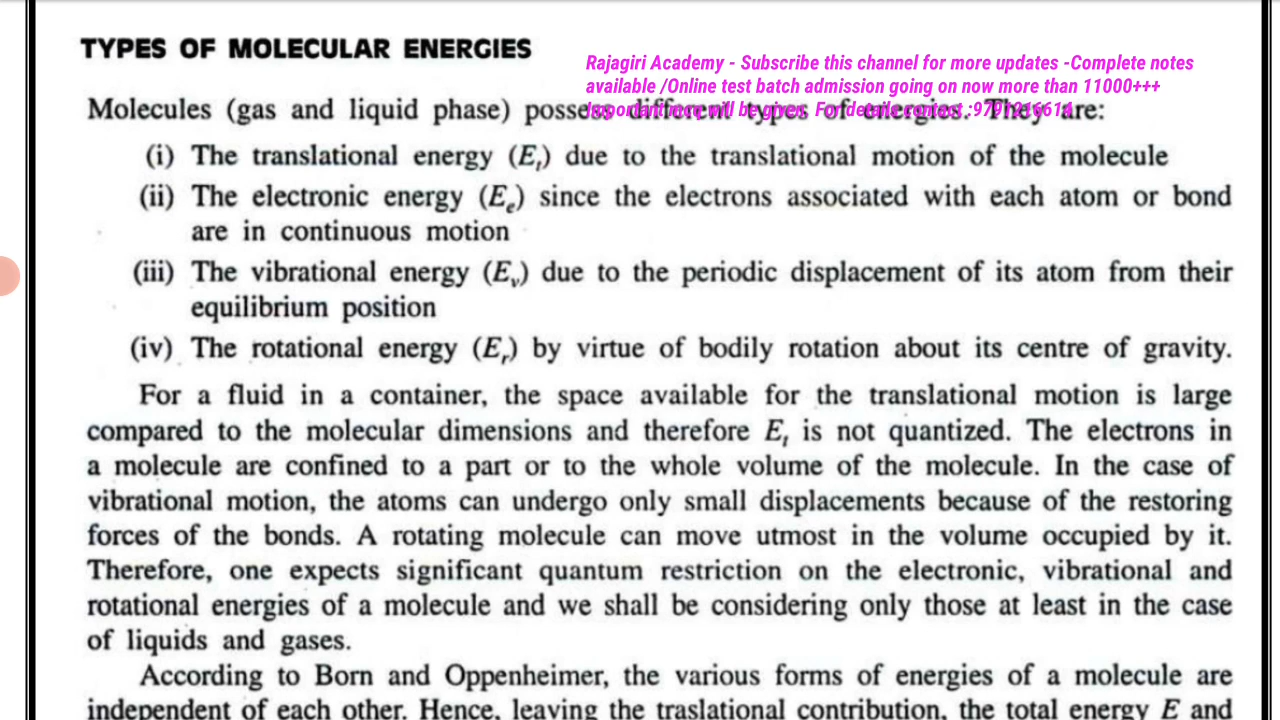 TYPES OF MOLECULAR ENERGIES
Rajagiri Academy - Subscribe this channel for more updates -Complete notes
available /Online test batch admission going on now more than 11000+++
Important mcq will be given. For details contact :
Molecules (gas and liquid phase) possess different types of energies. They are:
(i) The translational energy (Et) due to the translational motion of the molecule
(ii) The electronic energy (Ee) since the electrons associated with each atom or bond
are in continuous motion
(iii) The vibrational energy (Ev) due to the periodic displacement of its atom from their
equilibrium position
(iv) The rotational energy (Er) by virtue of bodily rotation about its centre of gravity.
For a fluid in a container, the space available for the translational motion is large
compared to the molecular dimensions and therefore Et is not quantized. The electrons in
a molecule are confined to a part or to the whole volume of the molecule. In the case of
vibrational motion, the atoms can undergo only small displacements because of the restoring
forces of the bonds. A rotating molecule can move utmost in the volume occupied by it.
Therefore, one expects significant quantum restriction on the electronic, vibrational and
rotational energies of a molecule and we shall be considering only those at least in the case
of liquids and gases.
According to Born and Oppenheimer, the various forms of energies of a molecule are
independent of each other. Hence, leaving the traslational contribution, the total energy E and